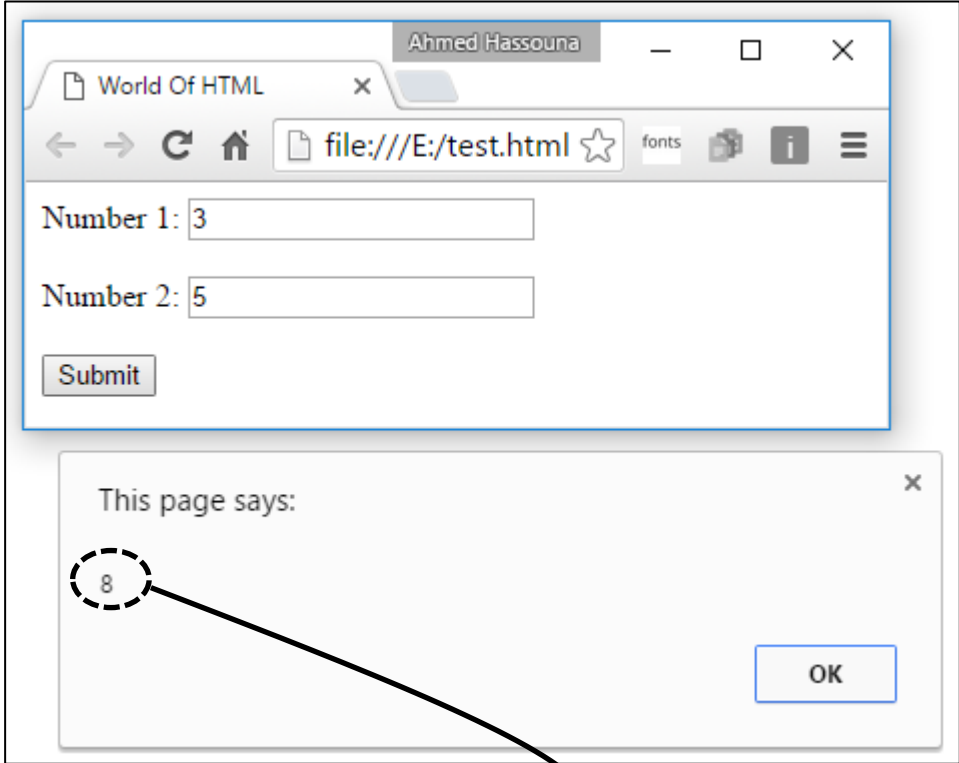 Ahmed Hassouna
World Of HTML
file:///E:/test.html
fonts
i
Number 1: 3
Number 2: 5
Submit
This page says:
8
OK